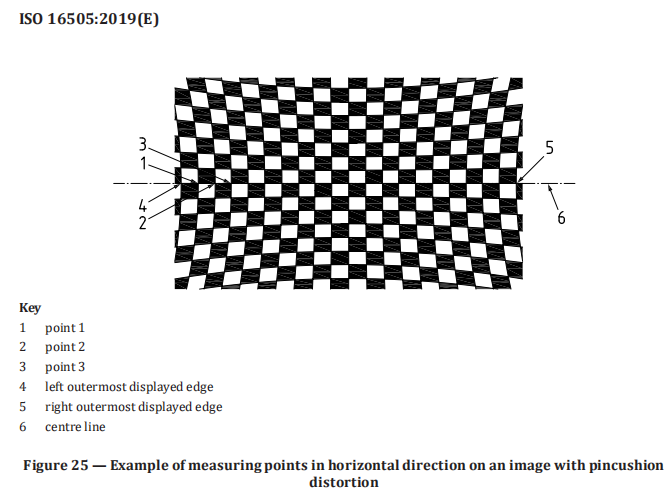 ISO 16505:2019(E)
3
1
4
2
5
6
Key
1 point 1
2 point 2
3 point 3
4 left outermost displayed edge
5 right outermost displayed edge
6 centre line
Figure 25 — Example of measuring points in horizontal direction on an image with pincushion
distortion